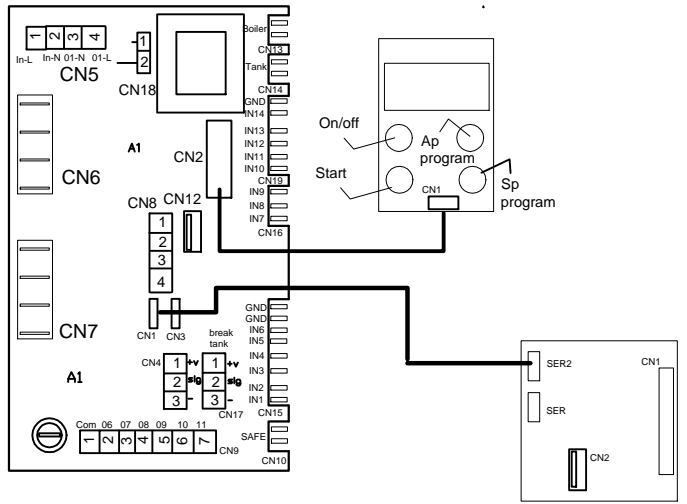 1 2 3 4
In-L In-N 01-N 01-L
CN5
1
2
CN18
Boiler
CN13
Tank
CN14
GND
IN14
IN13
IN12
IN11
IN10
CN19
IN9
IN8
IN7
CN16
A1
CN2
CN6
CN8
CN12
1
2
3
4
On/off
Ap
program
Start
Sp
program
CN1
CN7
CN1
CN3
GND
GND
IN6
IN5
IN4
IN3
IN2
IN1
CN15
break
tank
CN4
1 +v
2 sig
3 -
1 +v
2 sig
3 -
CN17
A1
Com 06 07 08 09 10 11
1 2 3 4 5 6 7
CN9
SAFE
CN10
SER2
CN1
SER
CN2